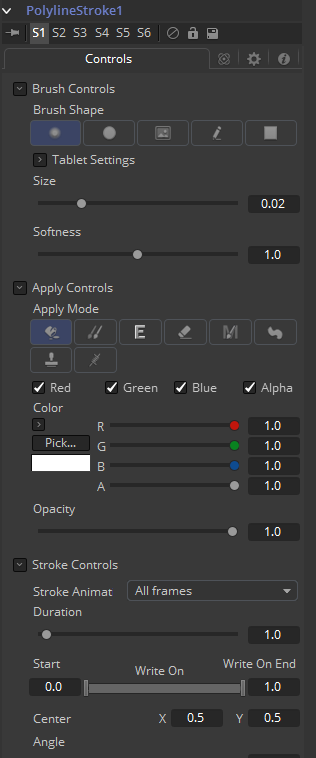 PolylineStroke1
S1 S2 S3 S4 S5 S6
Controls
Brush Controls
Brush Shape
Tablet Settings
Size
0.02
Softness
1.0
Apply Controls
Apply Mode
E M
Red Green Blue Alpha
Color
R 1.0
Pick... G 1.0
B 1.0
A 1.0
Opacity
1.0
Stroke Controls
Stroke Animat All frames
Duration
1.0
Start Write On Write On End
0.0 1.0
Center X 0.5 Y 0.5
Angle